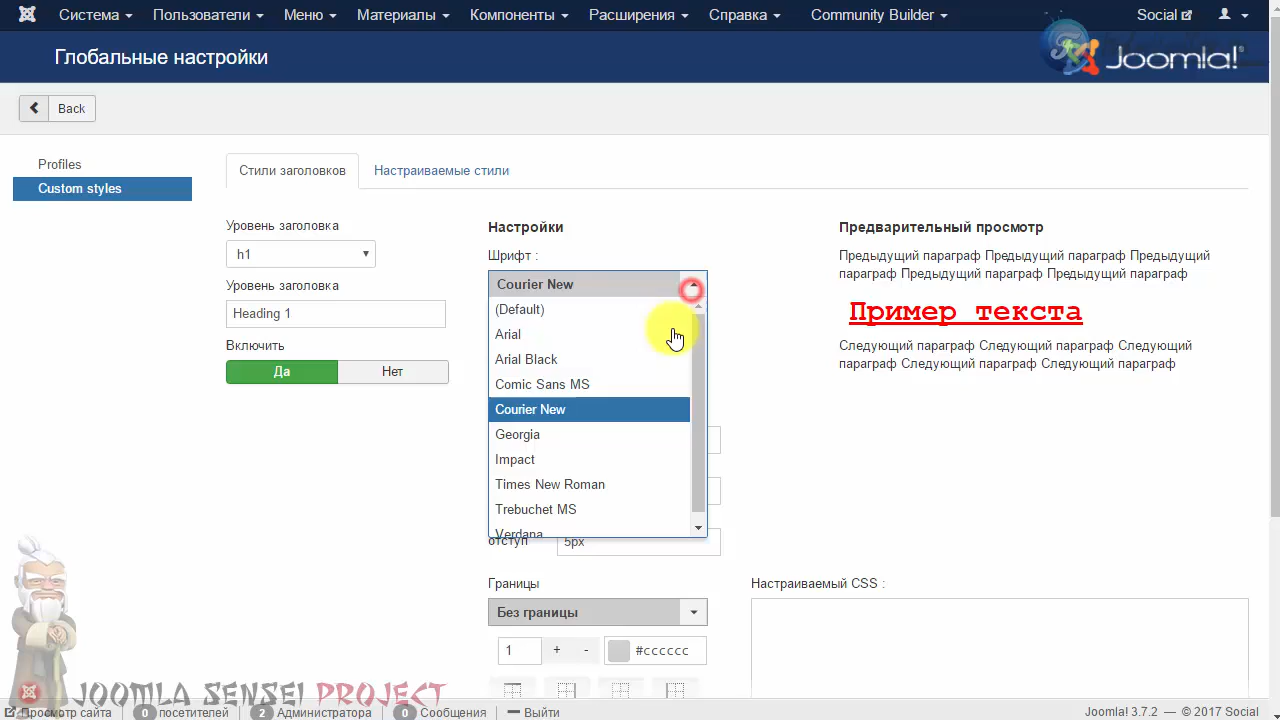 Система Пользователи Меню Материалы Компоненты Расширения Справка Community Builder Social
Глобальные настройки
Joomla!
Back
Profiles
Custom styles
Стили заголовков Настраиваемые стили
Уровень заголовка
h1
Уровень заголовка
Heading 1
Включить
Да Нет
Настройки
Шрифт :
Courier New
(Default)
Arial
Arial Black
Comic Sans MS
Courier New
Georgia
Impact
Times New Roman
Trebuchet MS
Verdana
отступ 5px
Границы
Без границы
1 + - #cccccc
Предварительный просмотр
Предыдущий параграф Предыдущий параграф Предыдущий
параграф Предыдущий параграф Предыдущий параграф
Пример текста
Следующий параграф Следующий параграф Следующий
параграф Следующий параграф Следующий параграф
Настраиваемый CSS :
JOOMLA SENSEI PROJECT
Просмотр сайта 0 посетителей 2 Администратора 0 Сообщения Выйти
Joomla! 3.7.2 — © 2017 Social